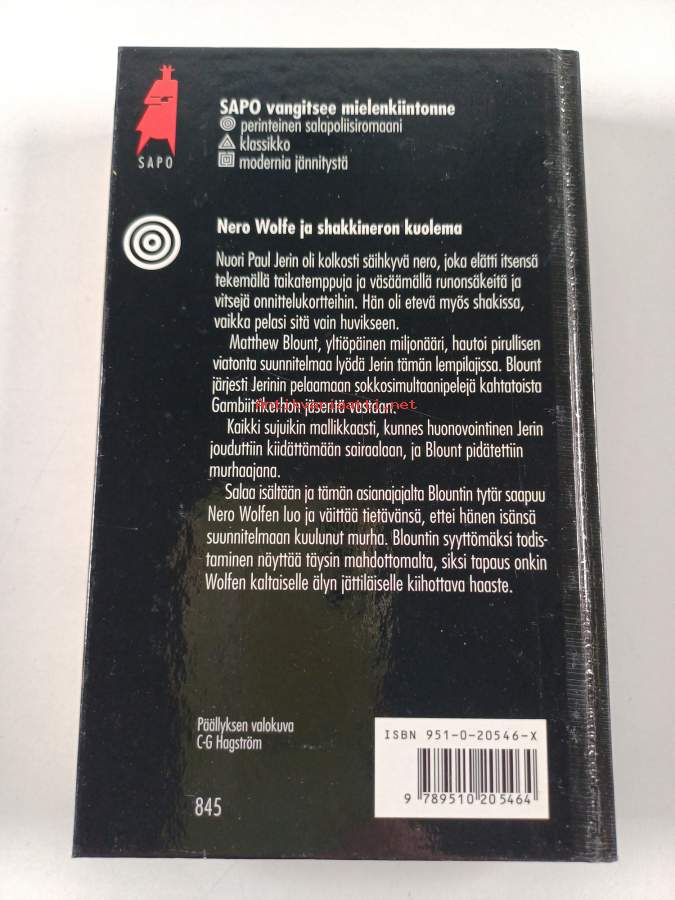 SAPO vangitsee mielenkiintonne
perinteinen salapoliisiromaani
klassikko
modernia jännitystä
SAPO
Nero Wolfe ja shakkineron kuolema
Nuori Paul Jerin oli kolkosti säihkyvä nero, joka elätti itsensä
tekemällä taikatemppuja ja väsäämällä runonsäkeitä ja
vitsejä onnittelukortteihin. Hän oli etevä myös shakissa,
vaikka pelasi sitä vain huvikseen.
Matthew Blount, yltiöpäinen miljonääri, hautoi pirullisen
viatonta suunnitelmaa lyödä Jerin tämän lempilajissa. Blount
järjesti Jerinin pelaamaan sokkosimultaanipelejä kahtatoista
Gambiitti-kerhon jäsentä vastaan.
Kaikki sujuikin mallikkaasti, kunnes huonovointinen Jerin
jouduttiin kiidättämään sairaalaan, ja Blount pidätettiin
murhaajana.
Salaa isältään ja tämän asianajajalta Blountin tytär saapuu
Nero Wolfen luo ja väittää tietävänsä, ettei hänen isänsä
suunnitelmaan kuulunut murha. Blountin syyttömäksi todis-
taminen näyttää täysin mahdottomalta, siksi tapaus onkin
Wolfen kaltaiselle älyn jättiläiselle kiihottava haaste.
Päällyksen valokuva
C-G Hagström
ISBN 951-0-20546-X
9 789510 205464
845